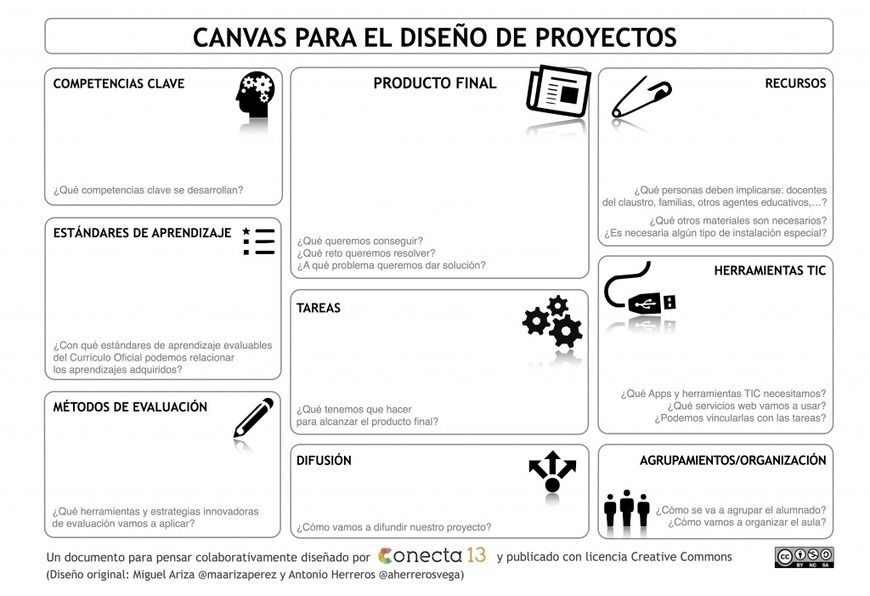 CANVAS PARA EL DISEÑO DE PROYECTOS
COMPETENCIAS CLAVE
¿Qué competencias clave se desarrollan?
ESTÁNDARES DE APRENDIZAJE
¿Con qué estándares de aprendizaje evaluables
del Currículo Oficial podemos relacionar
los aprendizajes adquiridos?
MÉTODOS DE EVALUACIÓN
¿Qué herramientas y estrategias innovadoras
de evaluación vamos a aplicar?
PRODUCTO FINAL
¿Qué queremos conseguir?
¿Qué reto queremos resolver?
¿A qué problema queremos dar solución?
TAREAS
¿Qué tenemos que hacer
para alcanzar el producto final?
DIFUSIÓN
¿Cómo vamos a difundir nuestro proyecto?
RECURSOS
¿Qué personas deben implicarse: docentes
del claustro, familias, otros agentes educativos,...?
¿Qué otros materiales son necesarios?
¿Es necesaria algún tipo de instalación especial?
HERRAMIENTAS TIC
¿Qué Apps y herramientas TIC necesitamos?
¿Qué servicios web vamos a usar?
¿Podemos vincularlas con las tareas?
AGRUPAMIENTOS/ORGANIZACIÓN
¿Cómo se va a agrupar el alumnado?
¿Cómo vamos a organizar el aula?
Un documento para pensar colaborativamente diseñado por Conecta 13 y publicado con licencia Creative Commons
(Diseño original: Miguel Ariza @maarizaperez y Antonio Herreros @aherrerosvega)
cc BY NC SA